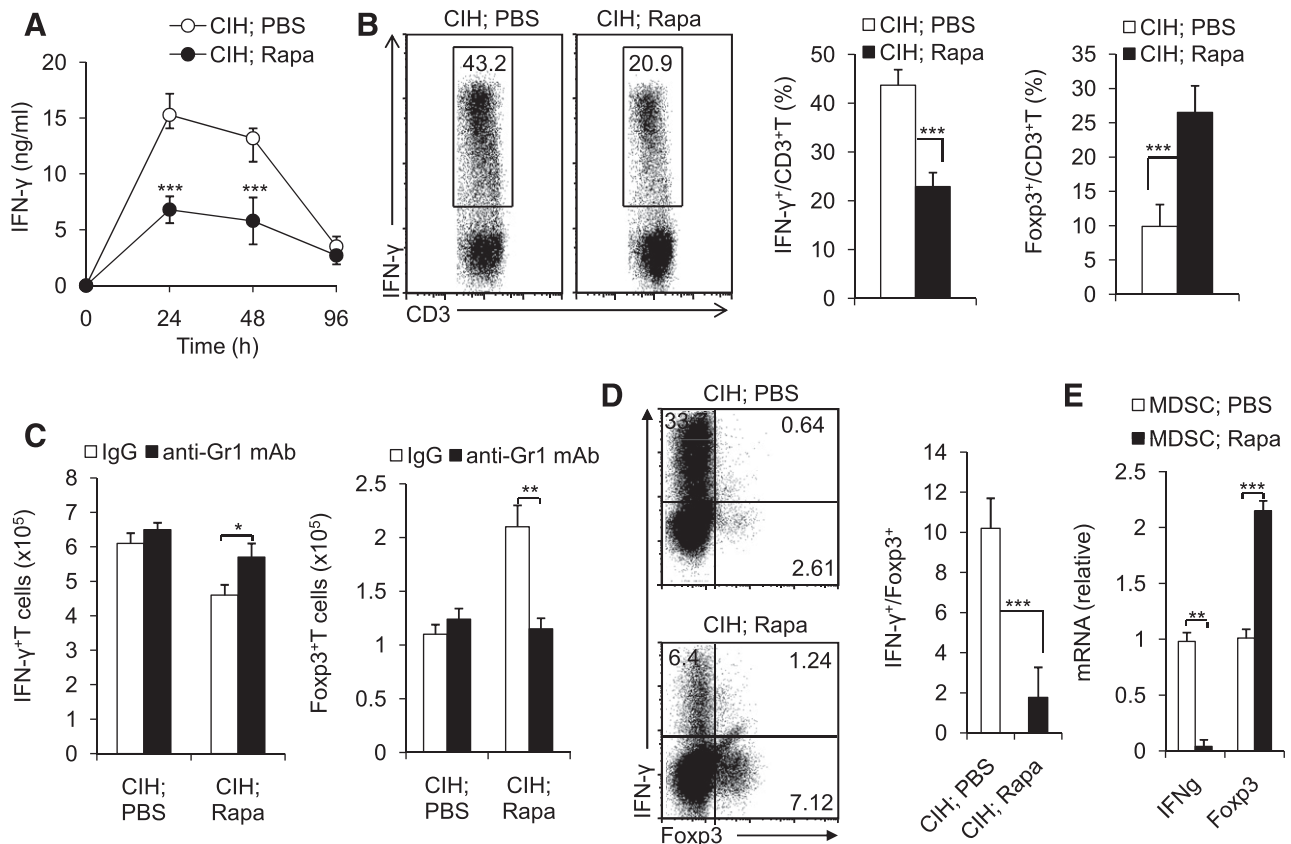 A
CIH; PBS
CIH; Rapa
IFN-γ (ng/ml)
20
15
10
5
0
0 24 48 96
Time (h)
*** ***
B
CIH; PBS
CIH; Rapa
43.2
20.9
IFN-γ
CD3
CIH; PBS
CIH; Rapa
IFN-γ⁺/CD3⁺T (%)
50
40
30
20
10
0
***
CIH; PBS
CIH; Rapa
Foxp3⁺/CD3⁺T (%)
35
30
25
20
15
10
5
0
***
C
IgG anti-Gr1 mAb
IFN-γ⁺T cells (x10⁵)
8
7
6
5
4
3
2
1
0
*
CIH;
PBS
CIH;
Rapa
IgG anti-Gr1 mAb
Foxp3⁺T cells (x10⁵)
2.5
2
1.5
1
0.5
0
**
CIH;
PBS
CIH;
Rapa
D
CIH; PBS
0.64
2.61
CIH; Rapa
6.4
1.24
7.12
IFN-γ
Foxp3
IFN-γ⁺/Foxp3⁺
14
12
10
8
6
4
2
0
***
CIH; PBS
CIH; Rapa
E
MDSC; PBS
MDSC; Rapa
mRNA (relative)
2.5
2
1.5
1
0.5
0
**
***
IFNg
Foxp3